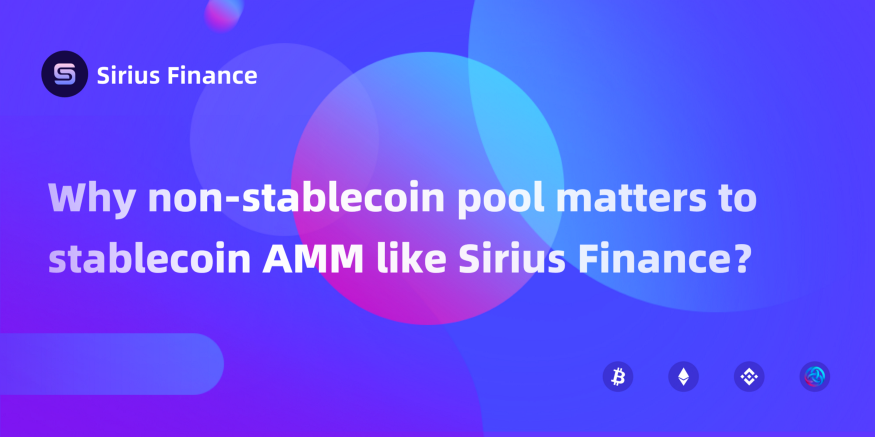 Sirius Finance
Why non-stablecoin pool matters to
stablecoin AMM like Sirius Finance?